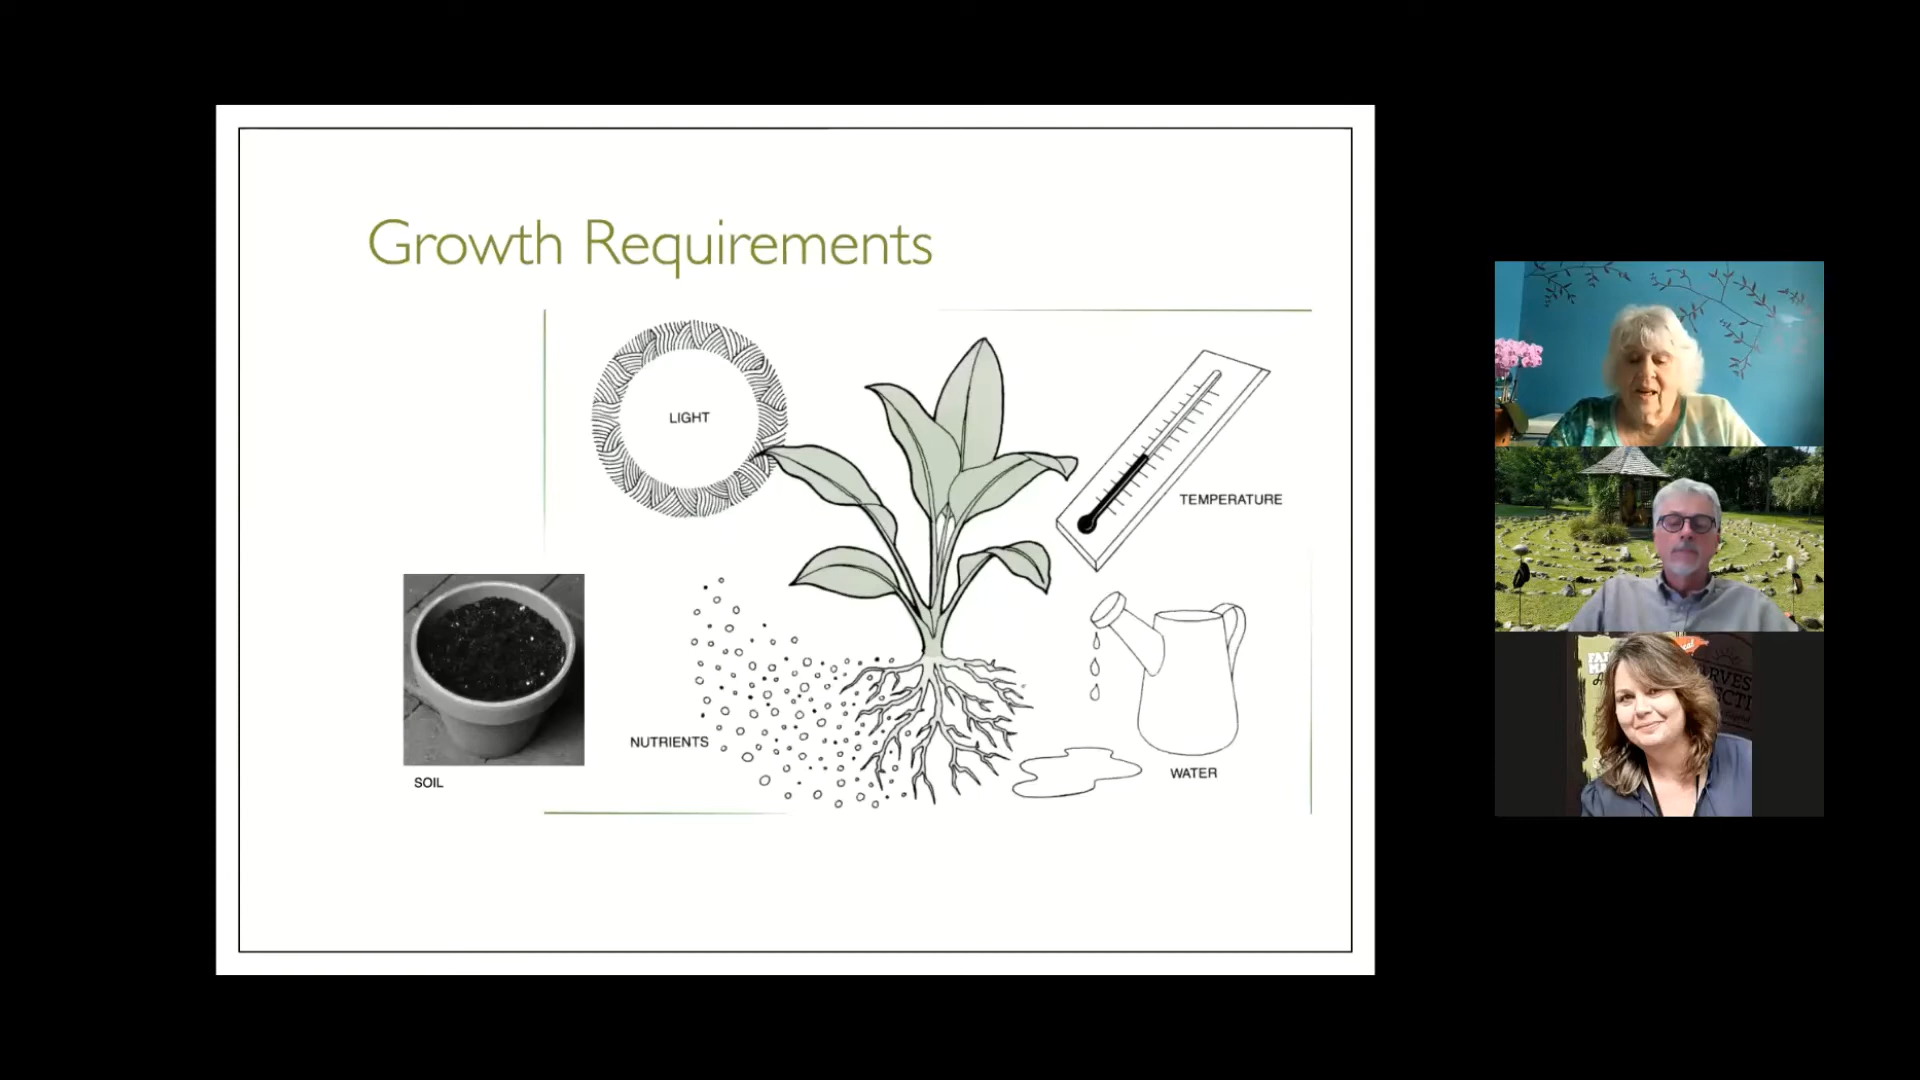 Growth Requirements
LIGHT
TEMPERATURE
NUTRIENTS
WATER
SOIL